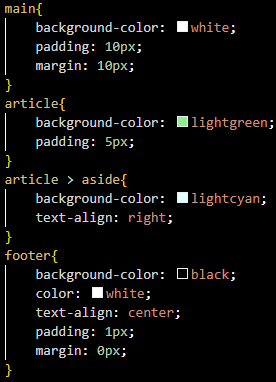 main{
    background-color: white;
    padding: 10px;
    margin: 10px;
}
article{
    background-color: lightgreen;
    padding: 5px;
}
article > aside{
    background-color: lightcyan;
    text-align: right;
}
footer{
    background-color: black;
    color: white;
    text-align: center;
    padding: 1px;
    margin: 0px;
}